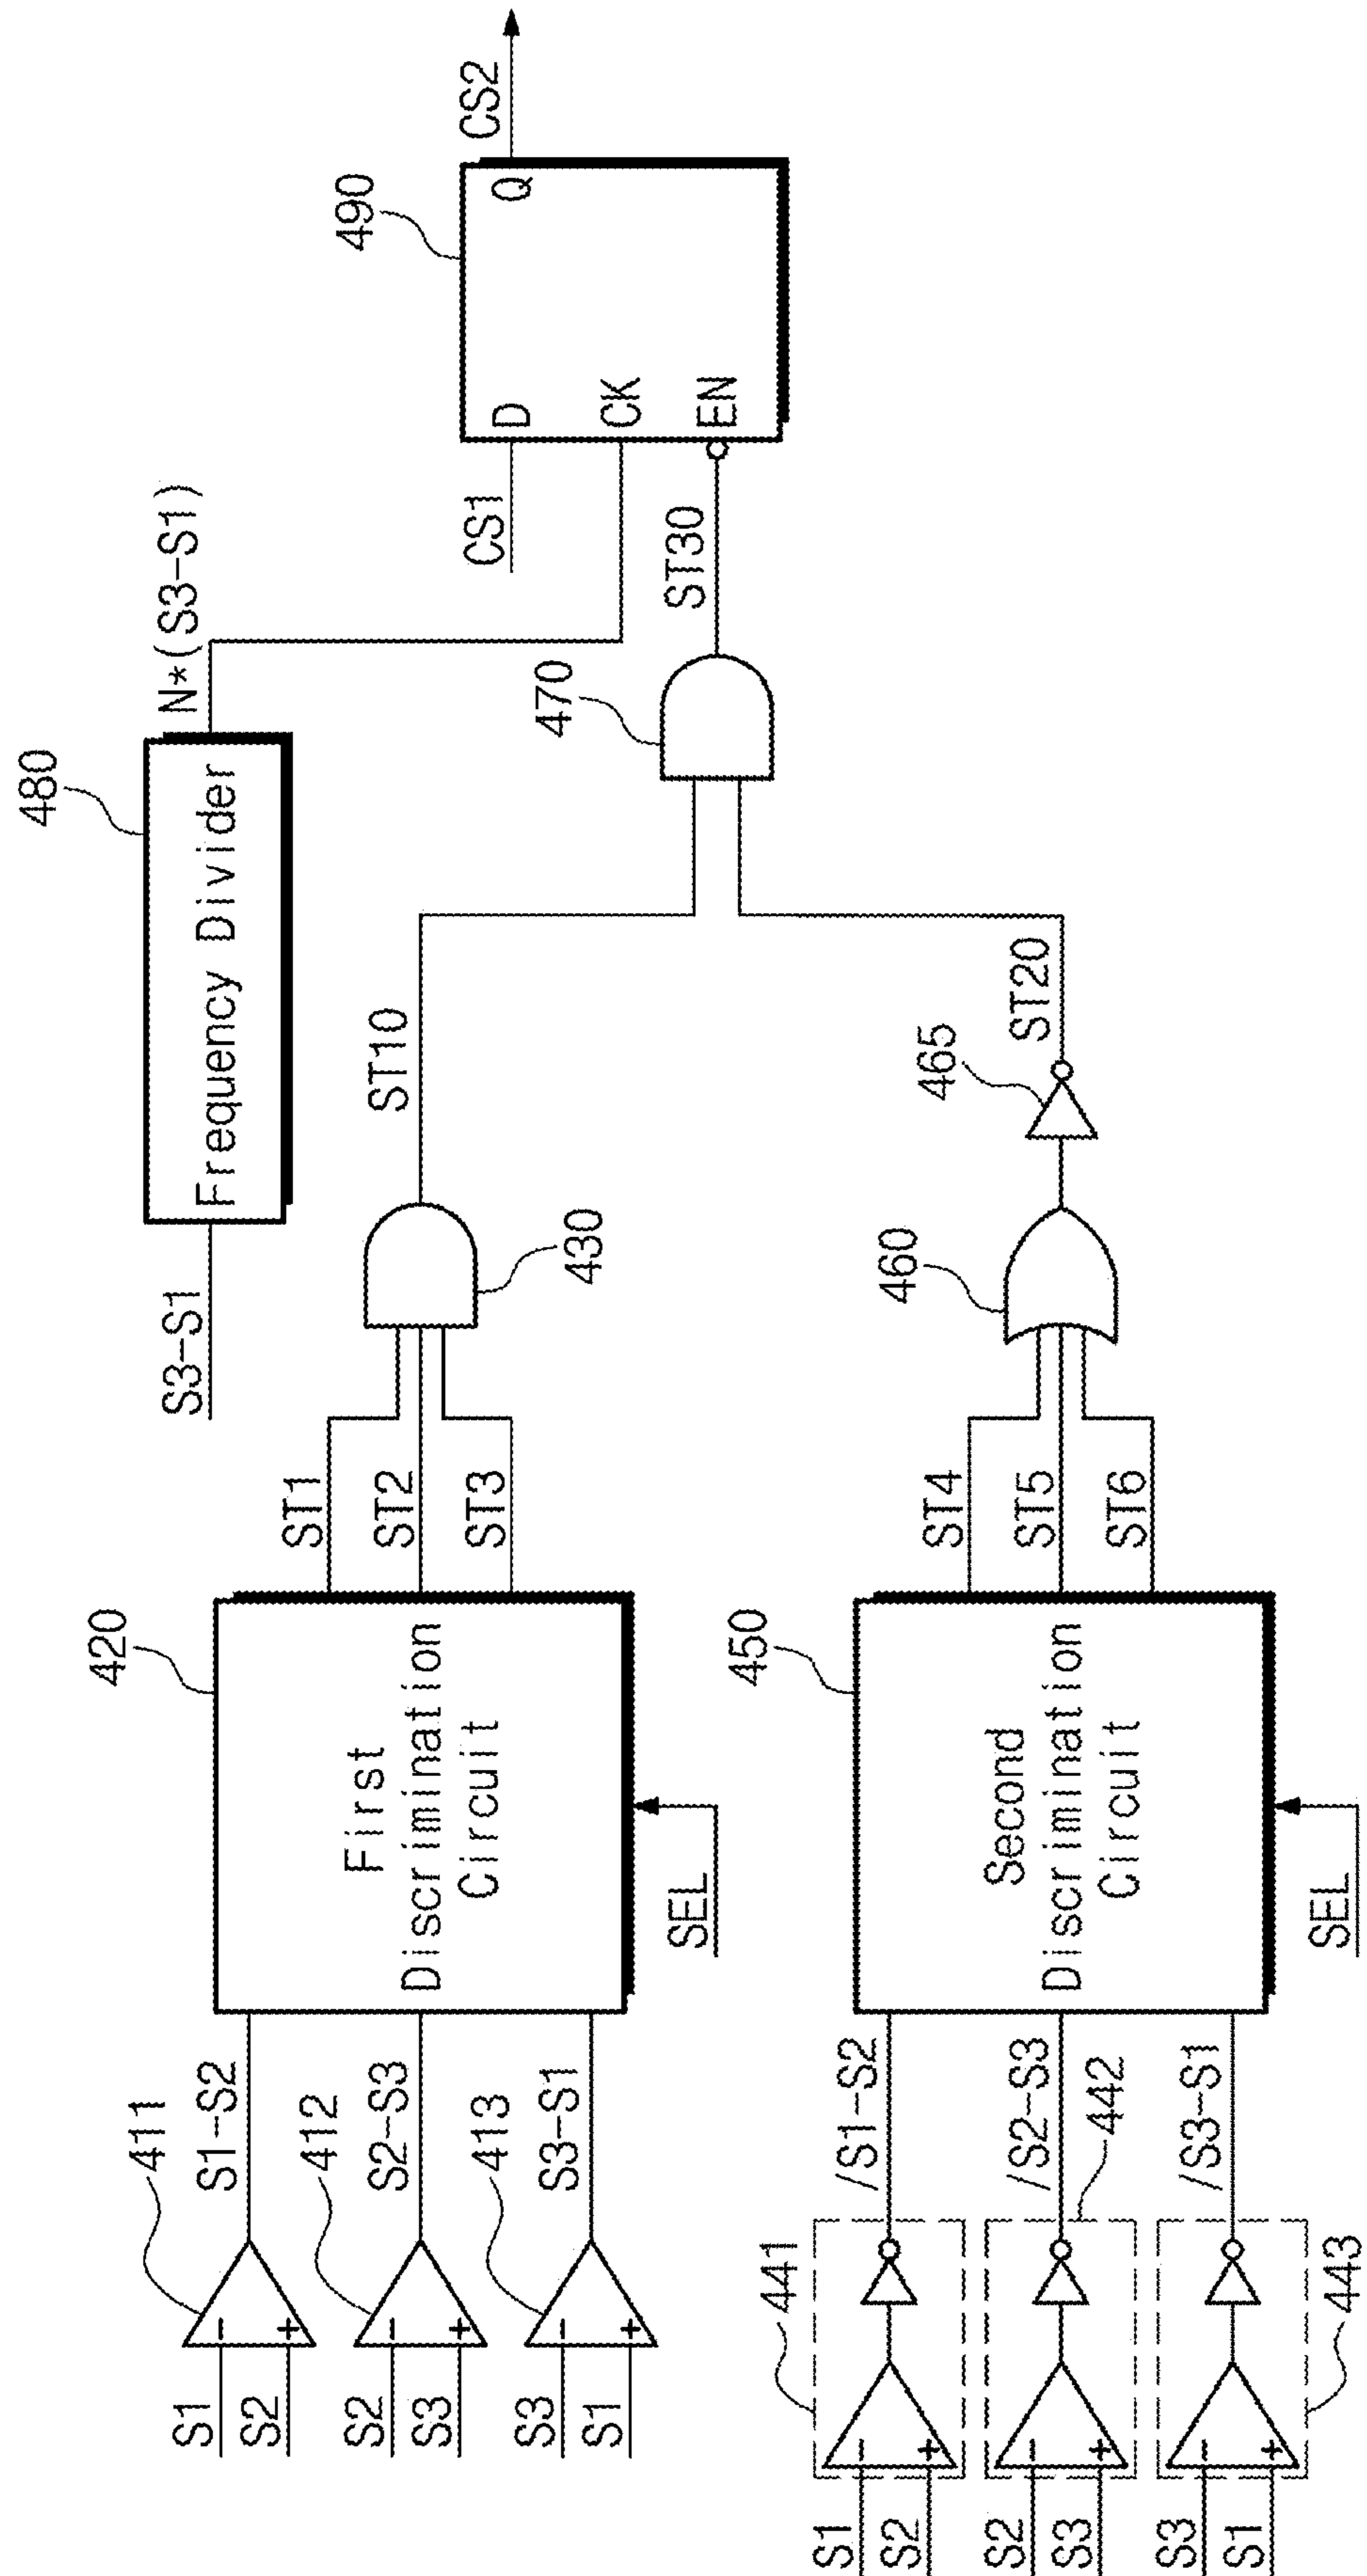 S3-S1
480
Frequency Divider
N*(S3-S1)
490
CS1
D
Q
CS2
CK
EN
S1
S2
411
S1-S2
S2
S3
412
S2-S3
S3
S1
413
S3-S1
420
First
Discrimination
Circuit
SEL
ST1
ST2
ST3
430
ST10
470
ST30
S1
S2
441
/S1-S2
S2
S3
442
/S2-S3
S3
S1
443
/S3-S1
450
Second
Discrimination
Circuit
SEL
ST4
ST5
ST6
460
465
ST20